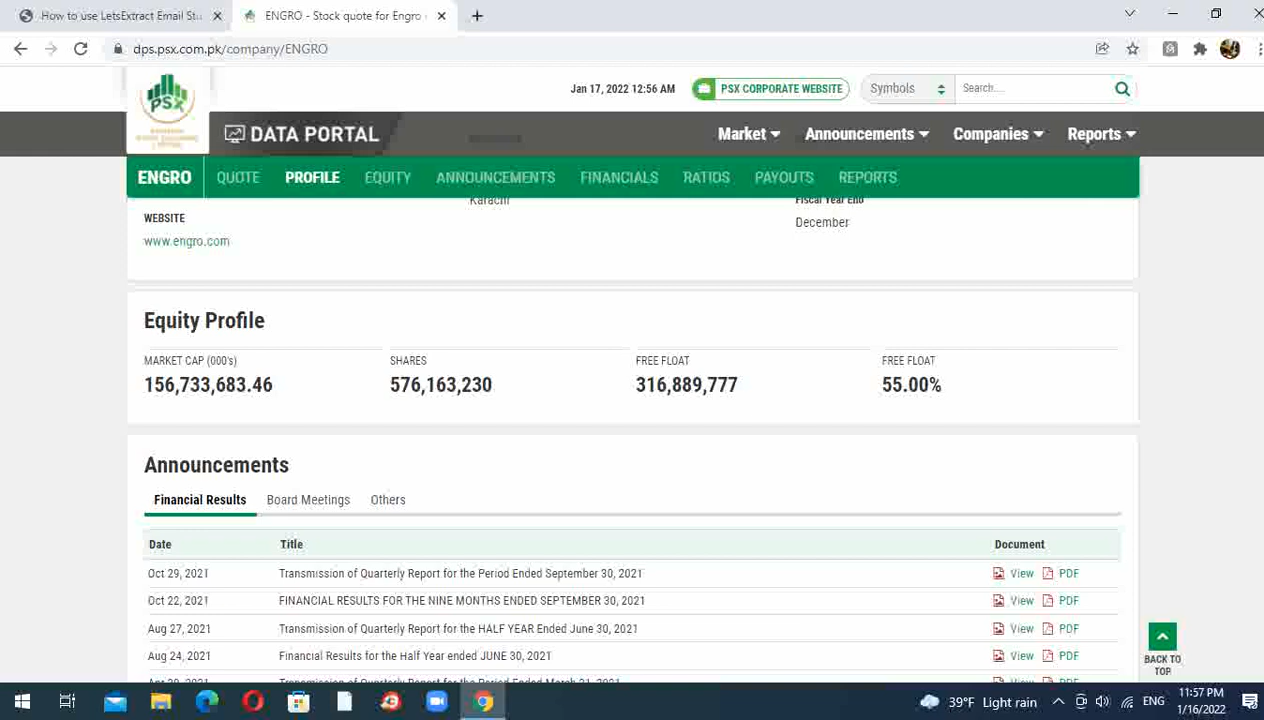 How to use LetsExtract Email Stu
ENGRO - Stock quote for Engro
dps.psx.com.pk/company/ENGRO
PSX
Jan 17, 2022 12:56 AM
PSX CORPORATE WEBSITE
Symbols
Search....
DATA PORTAL
Market
Announcements
Companies
Reports
ENGRO
QUOTE
PROFILE
EQUITY
ANNOUNCEMENTS
FINANCIALS
RATIOS
PAYOUTS
REPORTS
Karachi
Fiscal Year End
WEBSITE
December
www.engro.com
Equity Profile
MARKET CAP (000's)
SHARES
FREE FLOAT
FREE FLOAT
156,733,683.46
576,163,230
316,889,777
55.00%
Announcements
Financial Results
Board Meetings
Others
Date
Title
Document
Oct 29, 2021
Transmission of Quarterly Report for the Period Ended September 30, 2021
View
PDF
Oct 22, 2021
FINANCIAL RESULTS FOR THE NINE MONTHS ENDED SEPTEMBER 30, 2021
View
PDF
Aug 27, 2021
Transmission of Quarterly Report for the HALF YEAR Ended June 30, 2021
View
PDF
Aug 24, 2021
Financial Results for the Half Year ended JUNE 30, 2021
View
PDF
BACK TO
TOP
39°F Light rain
ENG
11:57 PM
1/16/2022